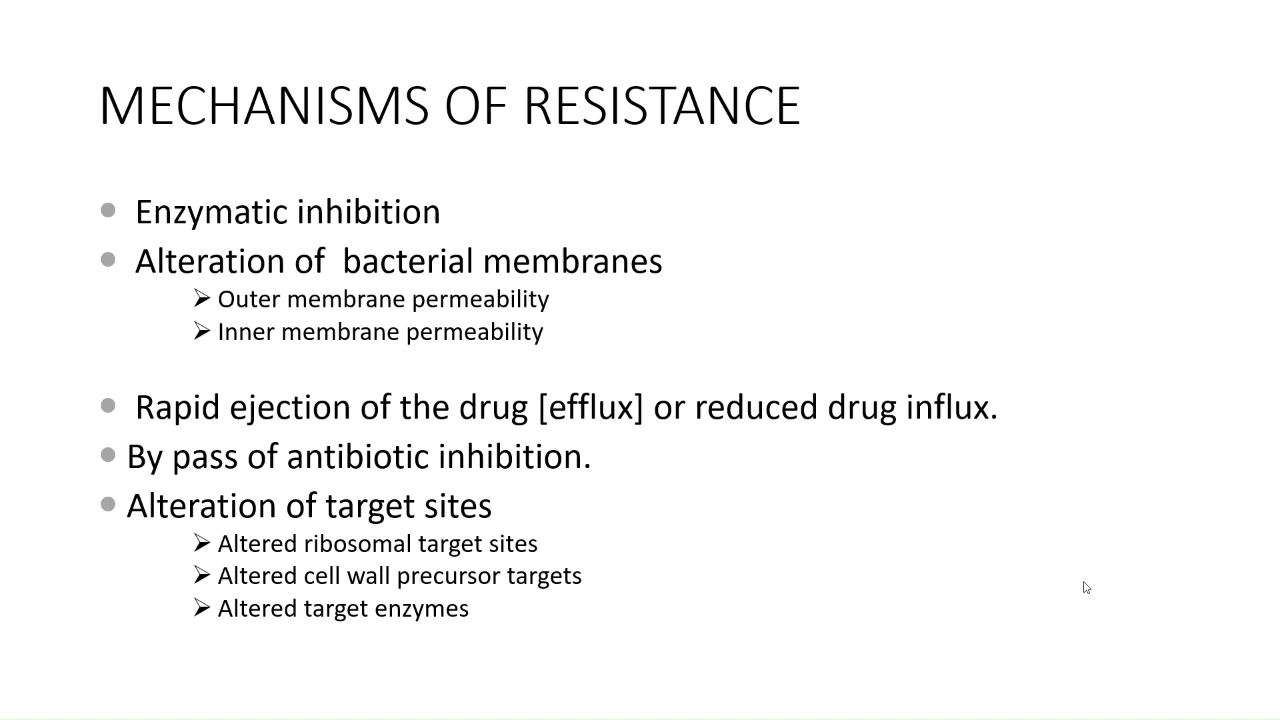 MECHANISMS OF RESISTANCE
Enzymatic inhibition
Alteration of  bacterial membranes
Outer membrane permeability
Inner membrane permeability
Rapid ejection of the drug [efflux] or reduced drug influx.
By pass of antibiotic inhibition.
Alteration of target sites
Altered ribosomal target sites
Altered cell wall precursor targets
Altered target enzymes